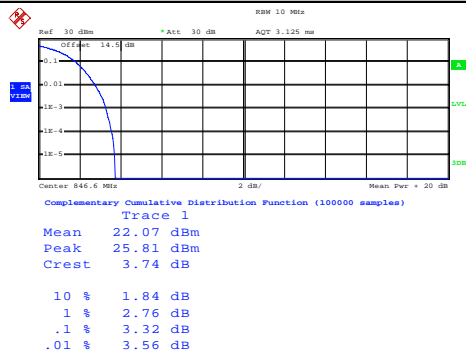 RBW 10 MHz
Ref 30 dBm *Att 30 dB AQT 3.125 ms
Offset 14.5 dB
0.1
0.01
1E-3
1E-4
1E-5
1 SA
VIEW
A
LVL
3DB
Center 846.6 MHz 2 dB/ Mean Pwr + 20 dB
Complementary Cumulative Distribution Function (100000 samples)
Trace 1
Mean 22.07 dBm
Peak 25.81 dBm
Crest 3.74 dB
10 % 1.84 dB
1 % 2.76 dB
.1 % 3.32 dB
.01 % 3.56 dB